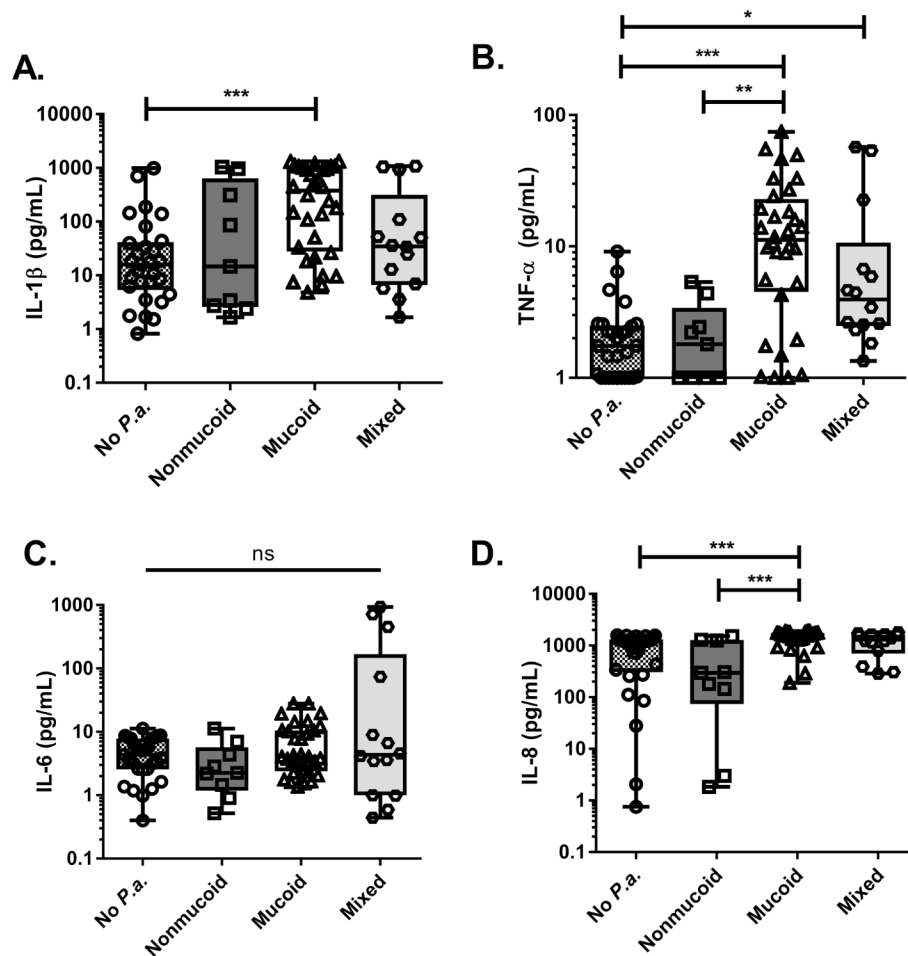 A.
***
10000
1000
100
10
1
0.1
IL-1β (pg/mL)
No P.a.
Nonmucoid
Mucoid
Mixed
B.
*
***
**
100
10
1
TNF-α (pg/mL)
No P.a.
Nonmucoid
Mucoid
Mixed
C.
ns
1000
100
10
1
0.1
IL-6 (pg/mL)
No P.a.
Nonmucoid
Mucoid
Mixed
D.
***
***
10000
1000
100
10
1
0.1
IL-8 (pg/mL)
No P.a.
Nonmucoid
Mucoid
Mixed